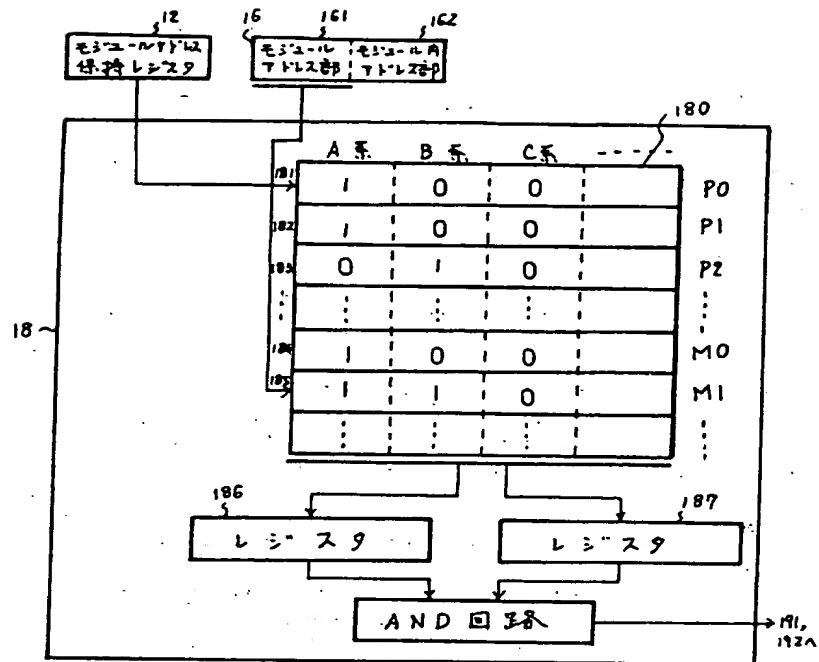 12
16
161
162
モジュールアドレス
保持レジスタ
モジュール
アドレス部
モジュール内
アドレス部
180
A系 B系 C系
181 1 0 0 P0
182 1 0 0 P1
183 0 1 0 P2
184 1 0 0 M0
185 1 1 0 M1
18
186
187
レジスタ
レジスタ
AND回路
191,
192へ